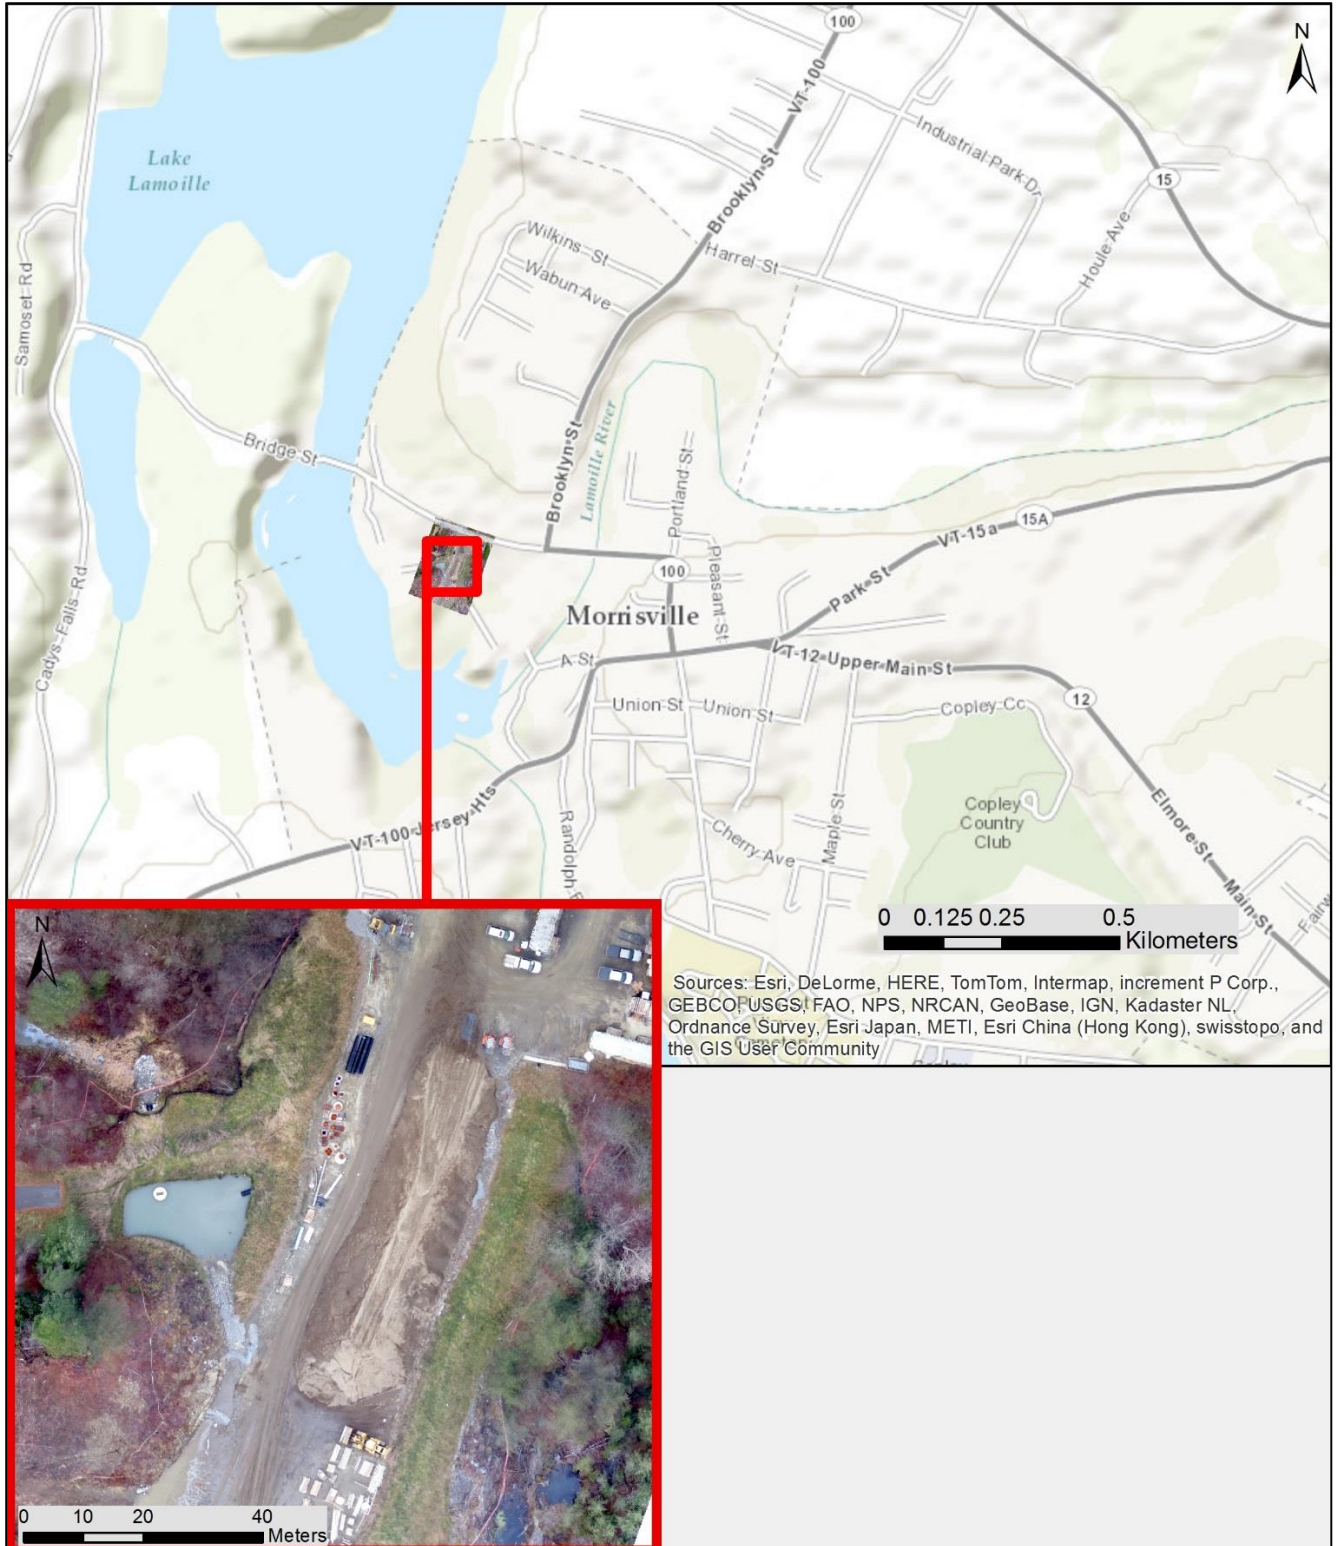 100
N
VT-100
Industrial Park Dr
Lake
Lamoille
15
Brooklyn St
Houle Ave
Wilkins St
Harrel St
Samoset Rd
Wabun Ave
Bridge St
Brooklyn St
Lamoille River
Portland St
15A
VT-15a
Pleasant St
100
Park St
Morrisville
Cadys Falls Rd
A St
VT-12 Upper Main St
12
Union St
Union St
Copley Cc
Elmore St
Copley
Country
Club
VT-100 Jersey Hts
Randolph
Cherry Ave
Maple St
Main St
Fairw
0 0.125 0.25 0.5
Kilometers
Sources: Esri, DeLorme, HERE, TomTom, Intermap, increment P Corp.,
GEBCO, USGS, FAO, NPS, NRCAN, GeoBase, IGN, Kadaster NL,
Ordnance Survey, Esri Japan, METI, Esri China (Hong Kong), swisstopo, and
the GIS User Community
N
0 10 20 40
Meters